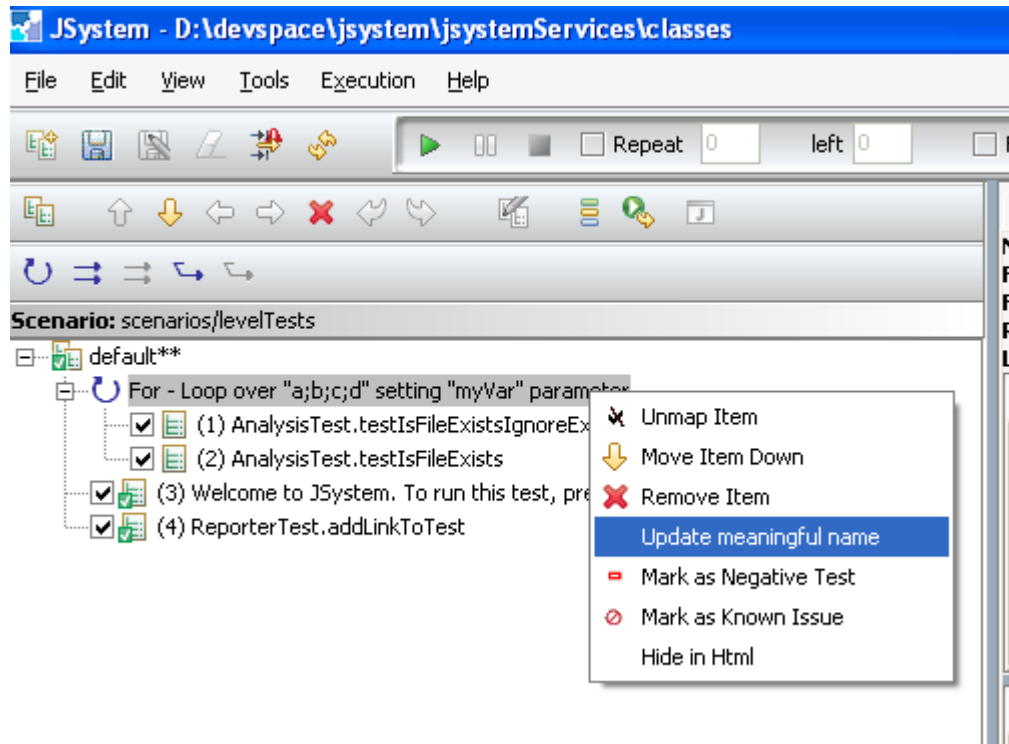 JSystem - D:\devspace\jsystem\jsystemServices\classes
File Edit View Tools Execution Help
Repeat 0 left 0
Scenario: scenarios/levelTests
default**
For - Loop over "a;b;c;d" setting "myVar" parameter
(1) AnalysisTest.testIsFileExistsIgnoreEx
(2) AnalysisTest.testIsFileExists
(3) Welcome to JSystem. To run this test, pre
(4) ReporterTest.addLinkToTest
Unmap Item
Move Item Down
Remove Item
Update meaningful name
Mark as Negative Test
Mark as Known Issue
Hide in Html